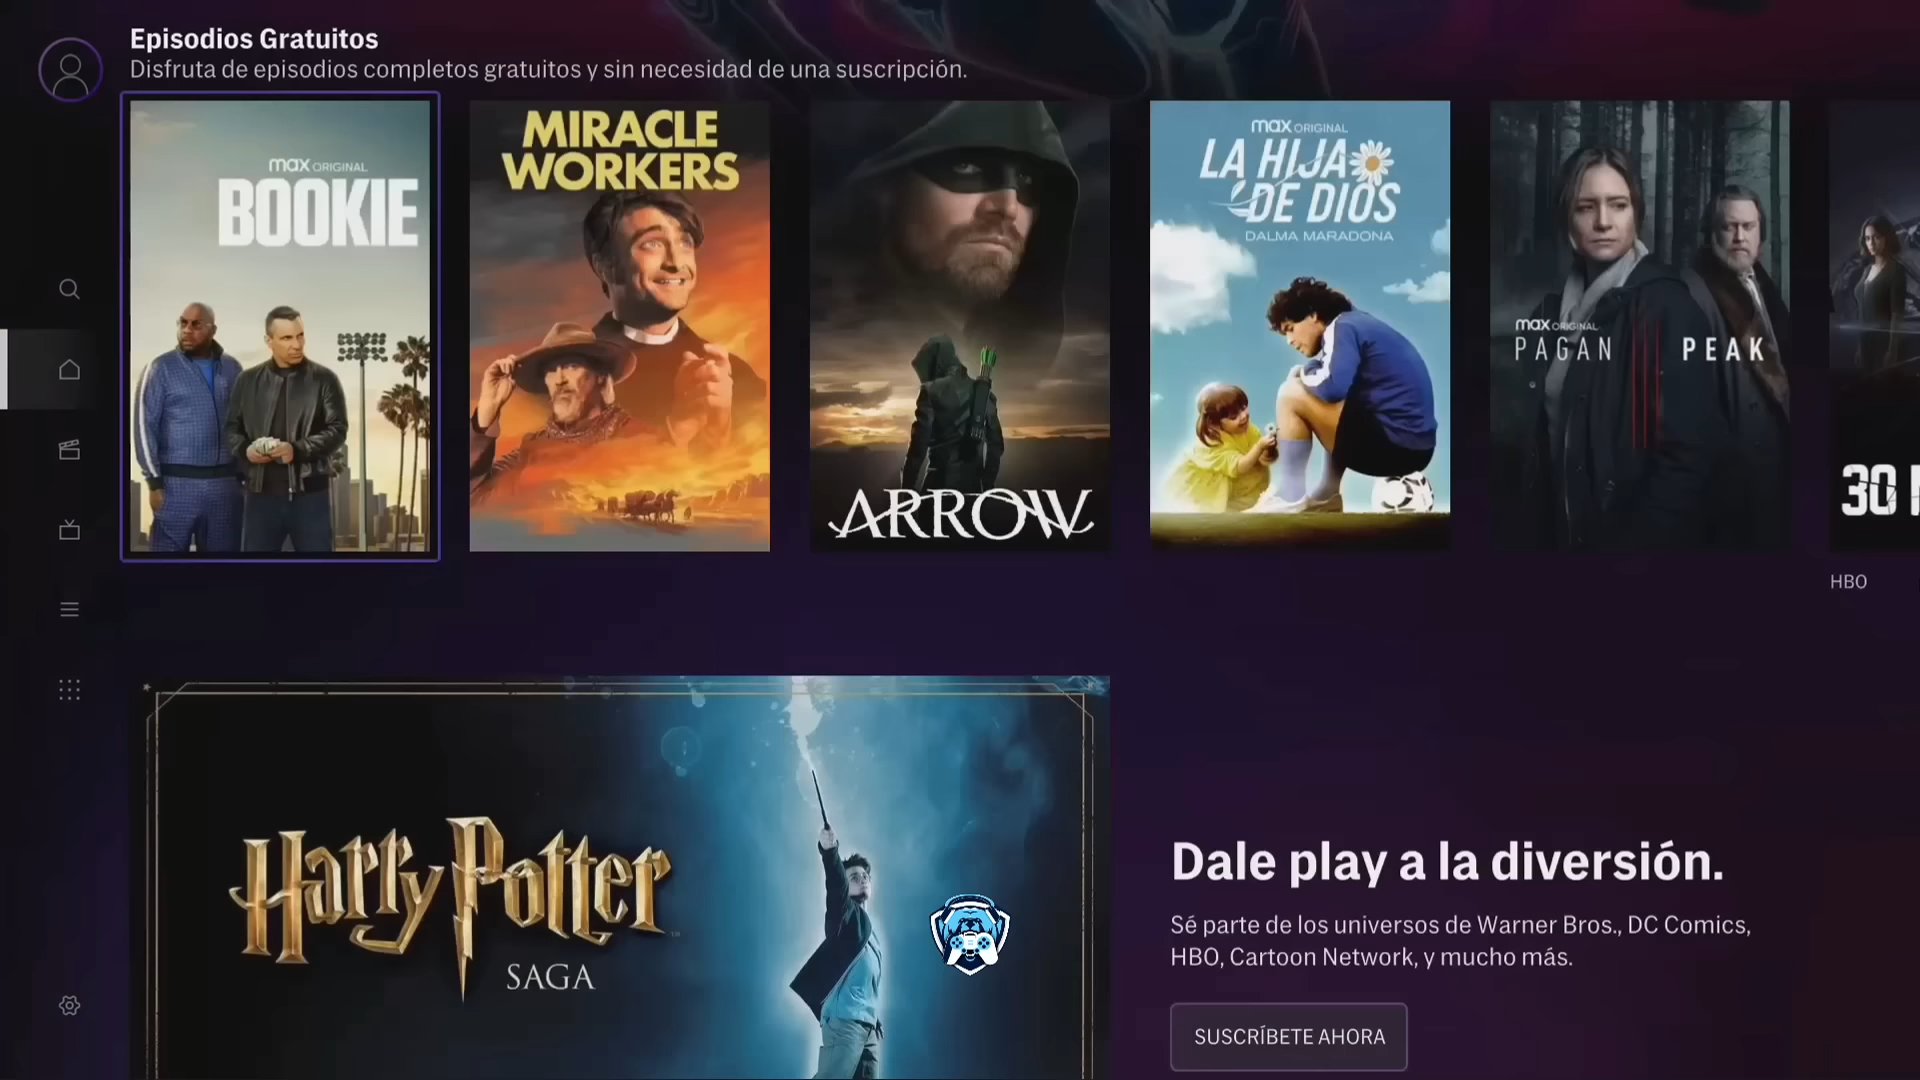 Episodios Gratuitos
Disfruta de episodios completos gratuitos y sin necesidad de una suscripción.
max ORIGINAL
BOOKIE
MIRACLE
WORKERS
ARROW
max ORIGINAL
LA HIJA
DE DIOS
DALMA MARADONA
max ORIGINAL
PAGAN PEAK
30
HBO
Harry Potter
SAGA
Dale play a la diversión.
Sé parte de los universos de Warner Bros., DC Comics,
HBO, Cartoon Network, y mucho más.
SUSCRÍBETE AHORA